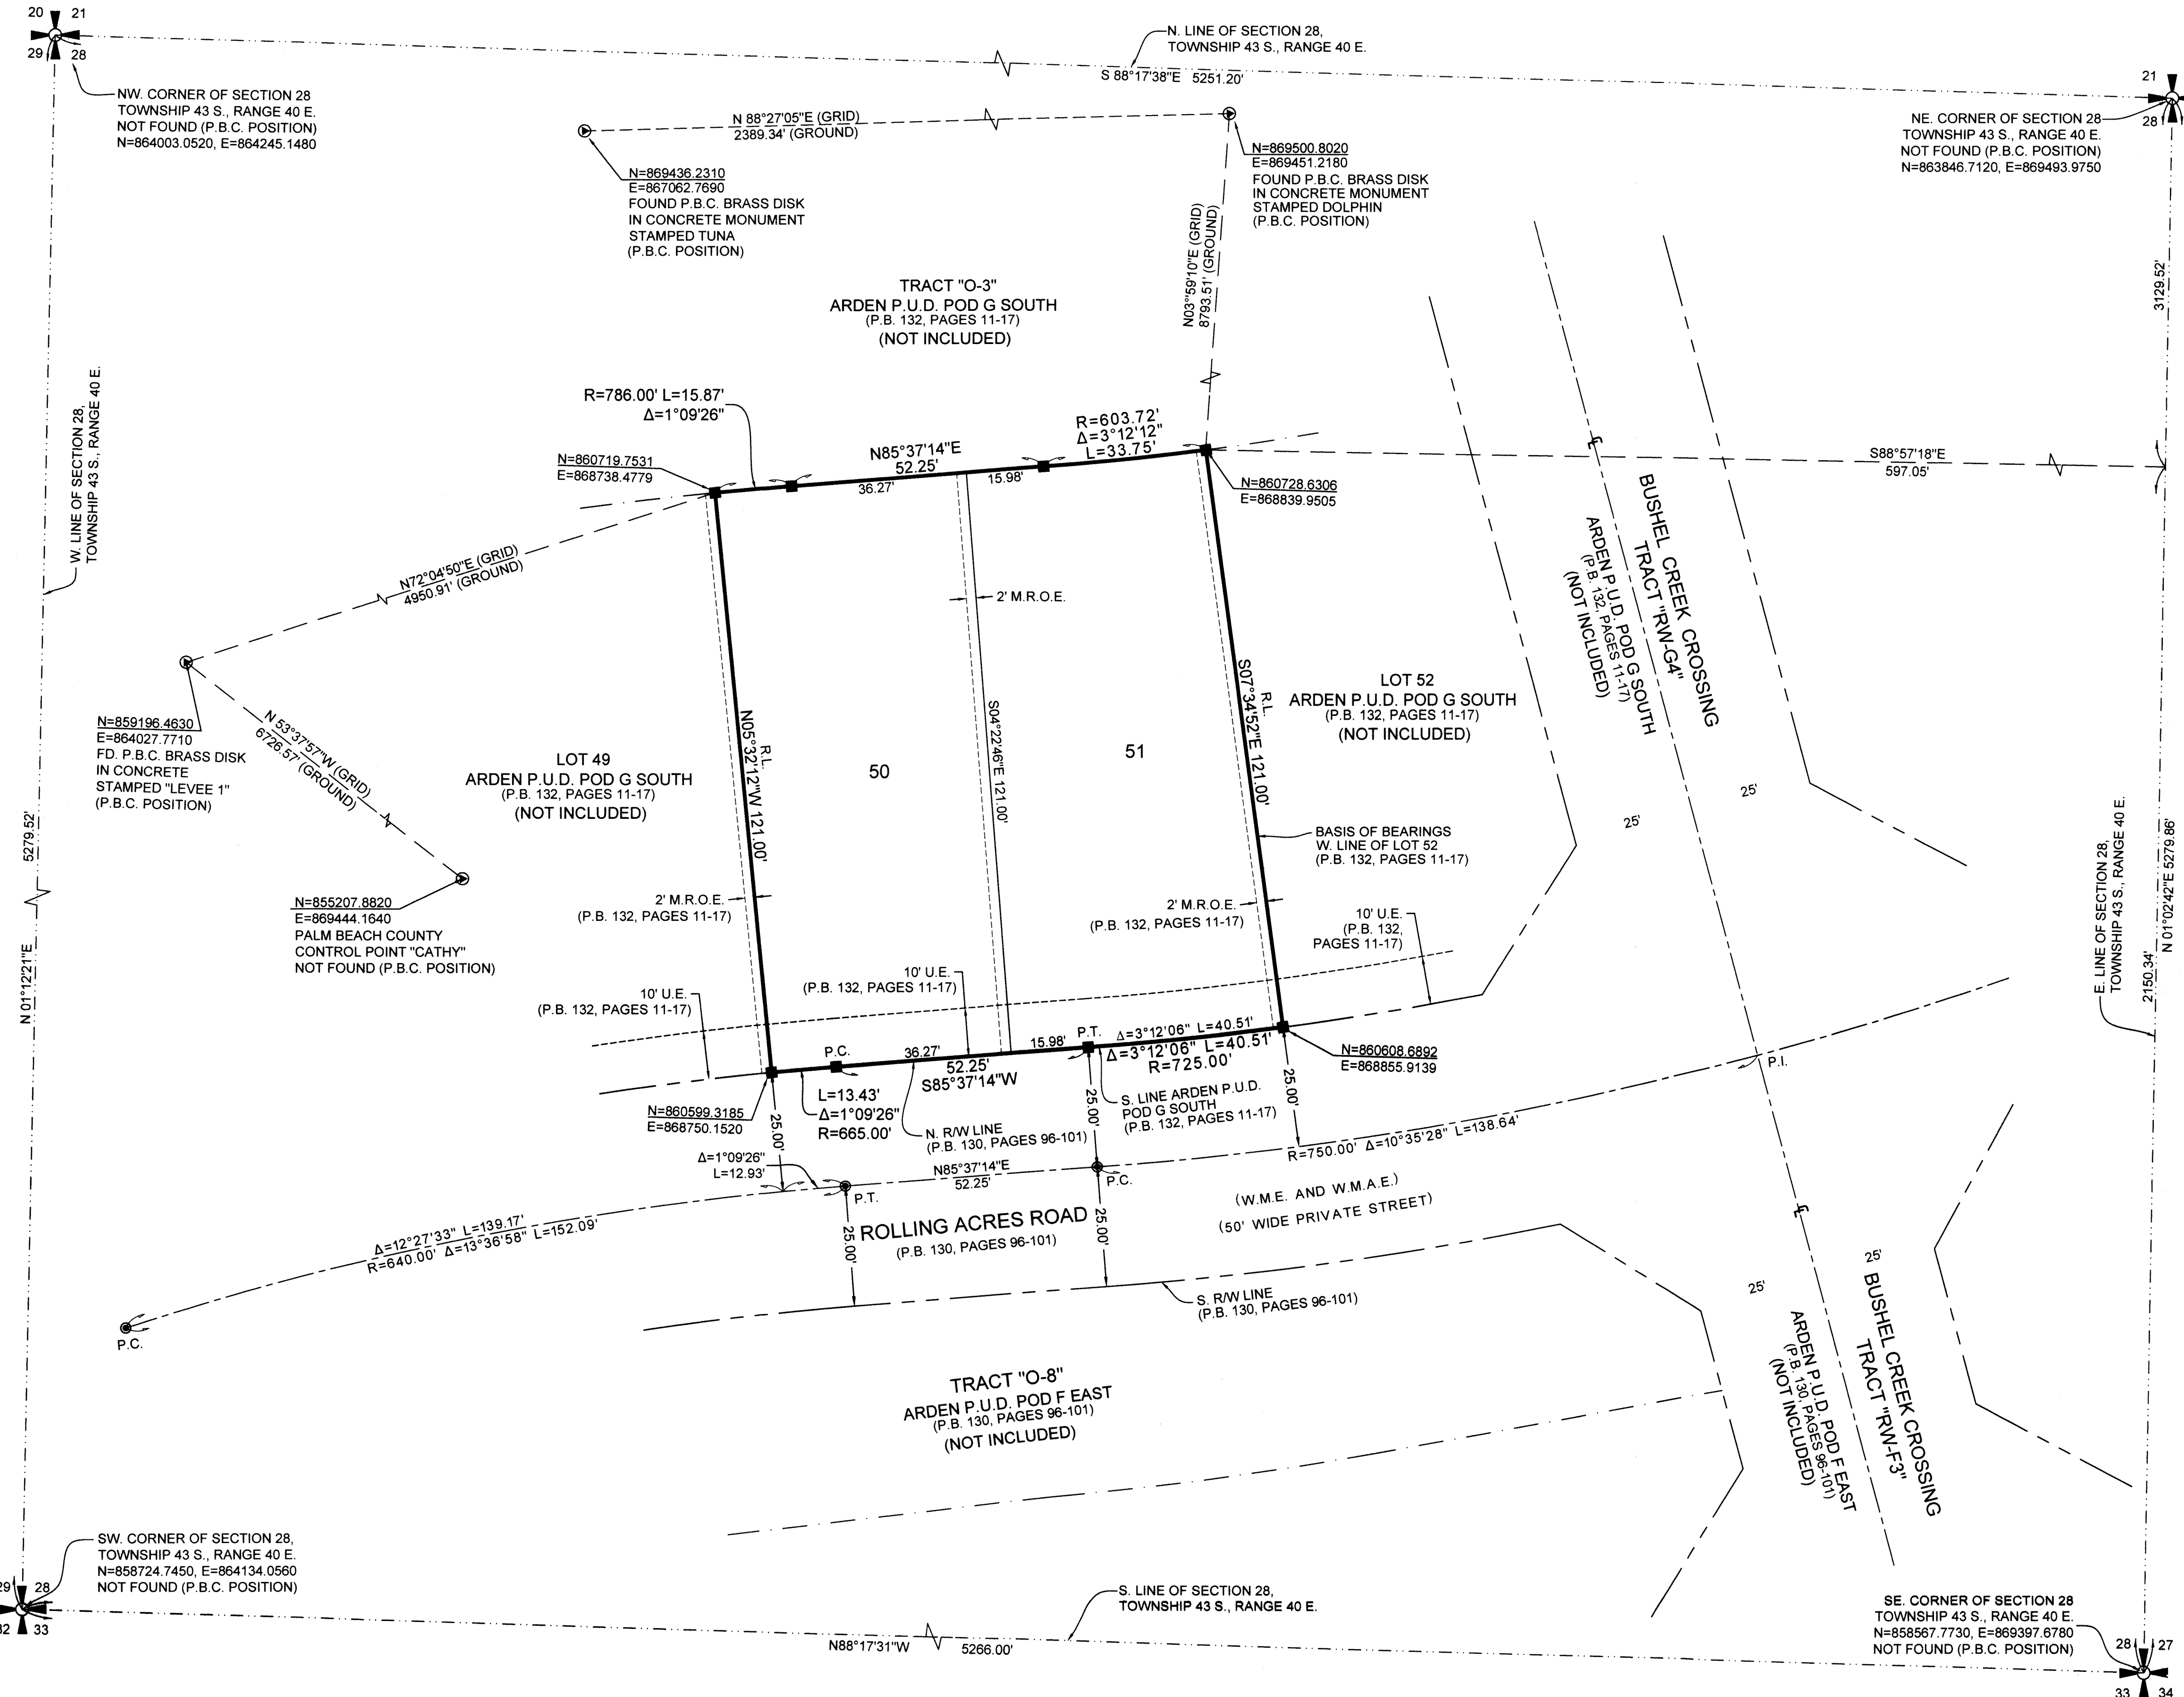 20 21
29 28
NW. CORNER OF SECTION 28
TOWNSHIP 43 S., RANGE 40 E.
NOT FOUND (P.B.C. POSITION)
N=864003.0520, E=864245.1480
N. LINE OF SECTION 28,
TOWNSHIP 43 S., RANGE 40 E.
S 88°17'38"E 5251.20'
21
28
NE. CORNER OF SECTION 28
TOWNSHIP 43 S., RANGE 40 E.
NOT FOUND (P.B.C. POSITION)
N=863846.7120, E=869493.9750
N 88°27'05"E (GRID)
2389.34' (GROUND)
N=869436.2310
E=867062.7690
FOUND P.B.C. BRASS DISK
IN CONCRETE MONUMENT
STAMPED TUNA
(P.B.C. POSITION)
N=869500.8020
E=869451.2180
FOUND P.B.C. BRASS DISK
IN CONCRETE MONUMENT
STAMPED DOLPHIN
(P.B.C. POSITION)
N03°59'10"E (GRID)
8793.51' (GROUND)
TRACT "O-3"
ARDEN P.U.D. POD G SOUTH
(P.B. 132, PAGES 11-17)
(NOT INCLUDED)
3129.52'
W. LINE OF SECTION 28,
TOWNSHIP 43 S., RANGE 40 E.
R=786.00' L=15.87'
Δ=1°09'26"
N85°37'14"E
52.25'
36.27'
15.98'
R=603.72'
Δ=3°12'12"
L=33.75'
N=860719.7531
E=868738.4779
N=860728.6306
E=868839.9505
S88°57'18"E
597.05'
N72°04'50"E (GRID)
4950.91' (GROUND)
2' M.R.O.E.
BUSHEL CREEK CROSSING
TRACT "RW-G4"
ARDEN P.U.D. POD G SOUTH
(P.B. 132, PAGES 11-17)
(NOT INCLUDED)
N=859196.4630
E=864027.7710
FD. P.B.C. BRASS DISK
IN CONCRETE
STAMPED "LEVEE 1"
(P.B.C. POSITION)
N 53°37'57"W (GRID)
6726.57' (GROUND)
LOT 49
ARDEN P.U.D. POD G SOUTH
(P.B. 132, PAGES 11-17)
(NOT INCLUDED)
R.L.
N05°32'12"W 121.00'
50
S04°22'46"E 121.00'
51
R.L.
S07°34'52"E 121.00'
LOT 52
ARDEN P.U.D. POD G SOUTH
(P.B. 132, PAGES 11-17)
(NOT INCLUDED)
25'
25'
BASIS OF BEARINGS
W. LINE OF LOT 52
(P.B. 132, PAGES 11-17)
N 01°12'21"E 5279.52'
N=855207.8820
E=869444.1640
PALM BEACH COUNTY
CONTROL POINT "CATHY"
NOT FOUND (P.B.C. POSITION)
2' M.R.O.E.
(P.B. 132, PAGES 11-17)
2' M.R.O.E.
(P.B. 132, PAGES 11-17)
10' U.E.
(P.B. 132,
PAGES 11-17)
10' U.E.
(P.B. 132, PAGES 11-17)
10' U.E.
(P.B. 132, PAGES 11-17)
E. LINE OF SECTION 28,
TOWNSHIP 43 S., RANGE 40 E.
2150.34'
N 01°02'42"E 5279.86'
P.C.
36.27'
52.25'
S85°37'14"W
15.98'
P.T.
Δ=3°12'06" L=40.51'
Δ=3°12'06" L=40.51'
R=725.00'
N=860608.6892
E=868855.9139
P.I.
N=860599.3185
E=868750.1520
L=13.43'
Δ=1°09'26"
R=665.00'
25.00'
N. R/W LINE
(P.B. 130, PAGES 96-101)
25.00'
S. LINE ARDEN P.U.D.
POD G SOUTH
(P.B. 132, PAGES 11-17)
25.00'
Δ=1°09'26"
L=12.93'
P.T.
N85°37'14"E
52.25'
P.C.
R=750.00' Δ=10°35'28" L=138.64'
(W.M.E. AND W.M.A.E.)
(50' WIDE PRIVATE STREET)
25.00'
ROLLING ACRES ROAD
(P.B. 130, PAGES 96-101)
25.00'
Δ=12°27'33" L=139.17'
R=640.00' Δ=13°36'58" L=152.09'
P.C.
S. R/W LINE
(P.B. 130, PAGES 96-101)
25'
25'
BUSHEL CREEK CROSSING
TRACT "RW-F3"
ARDEN P.U.D. POD F EAST
(P.B. 130, PAGES 96-101)
(NOT INCLUDED)
TRACT "O-8"
ARDEN P.U.D. POD F EAST
(P.B. 130, PAGES 96-101)
(NOT INCLUDED)
SW. CORNER OF SECTION 28,
TOWNSHIP 43 S., RANGE 40 E.
N=858724.7450, E=864134.0560
NOT FOUND (P.B.C. POSITION)
29 28
32 33
S. LINE OF SECTION 28,
TOWNSHIP 43 S., RANGE 40 E.
N88°17'31"W 5266.00'
SE. CORNER OF SECTION 28
TOWNSHIP 43 S., RANGE 40 E.
N=858567.7730, E=869397.6780
NOT FOUND (P.B.C. POSITION)
28 27
33 34